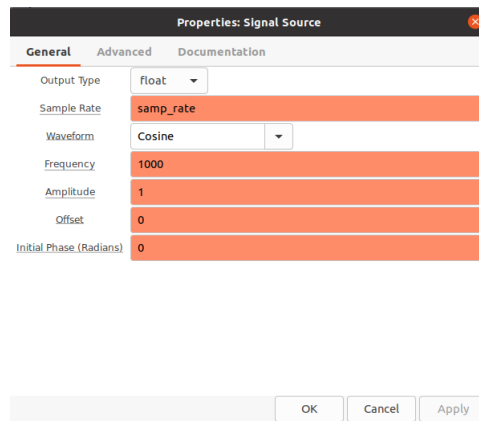 Properties: Signal Source
General Advanced Documentation
Output Type float
Sample Rate samp_rate
Waveform Cosine
Frequency 1000
Amplitude 1
Offset 0
Initial Phase (Radians) 0
OK Cancel Apply